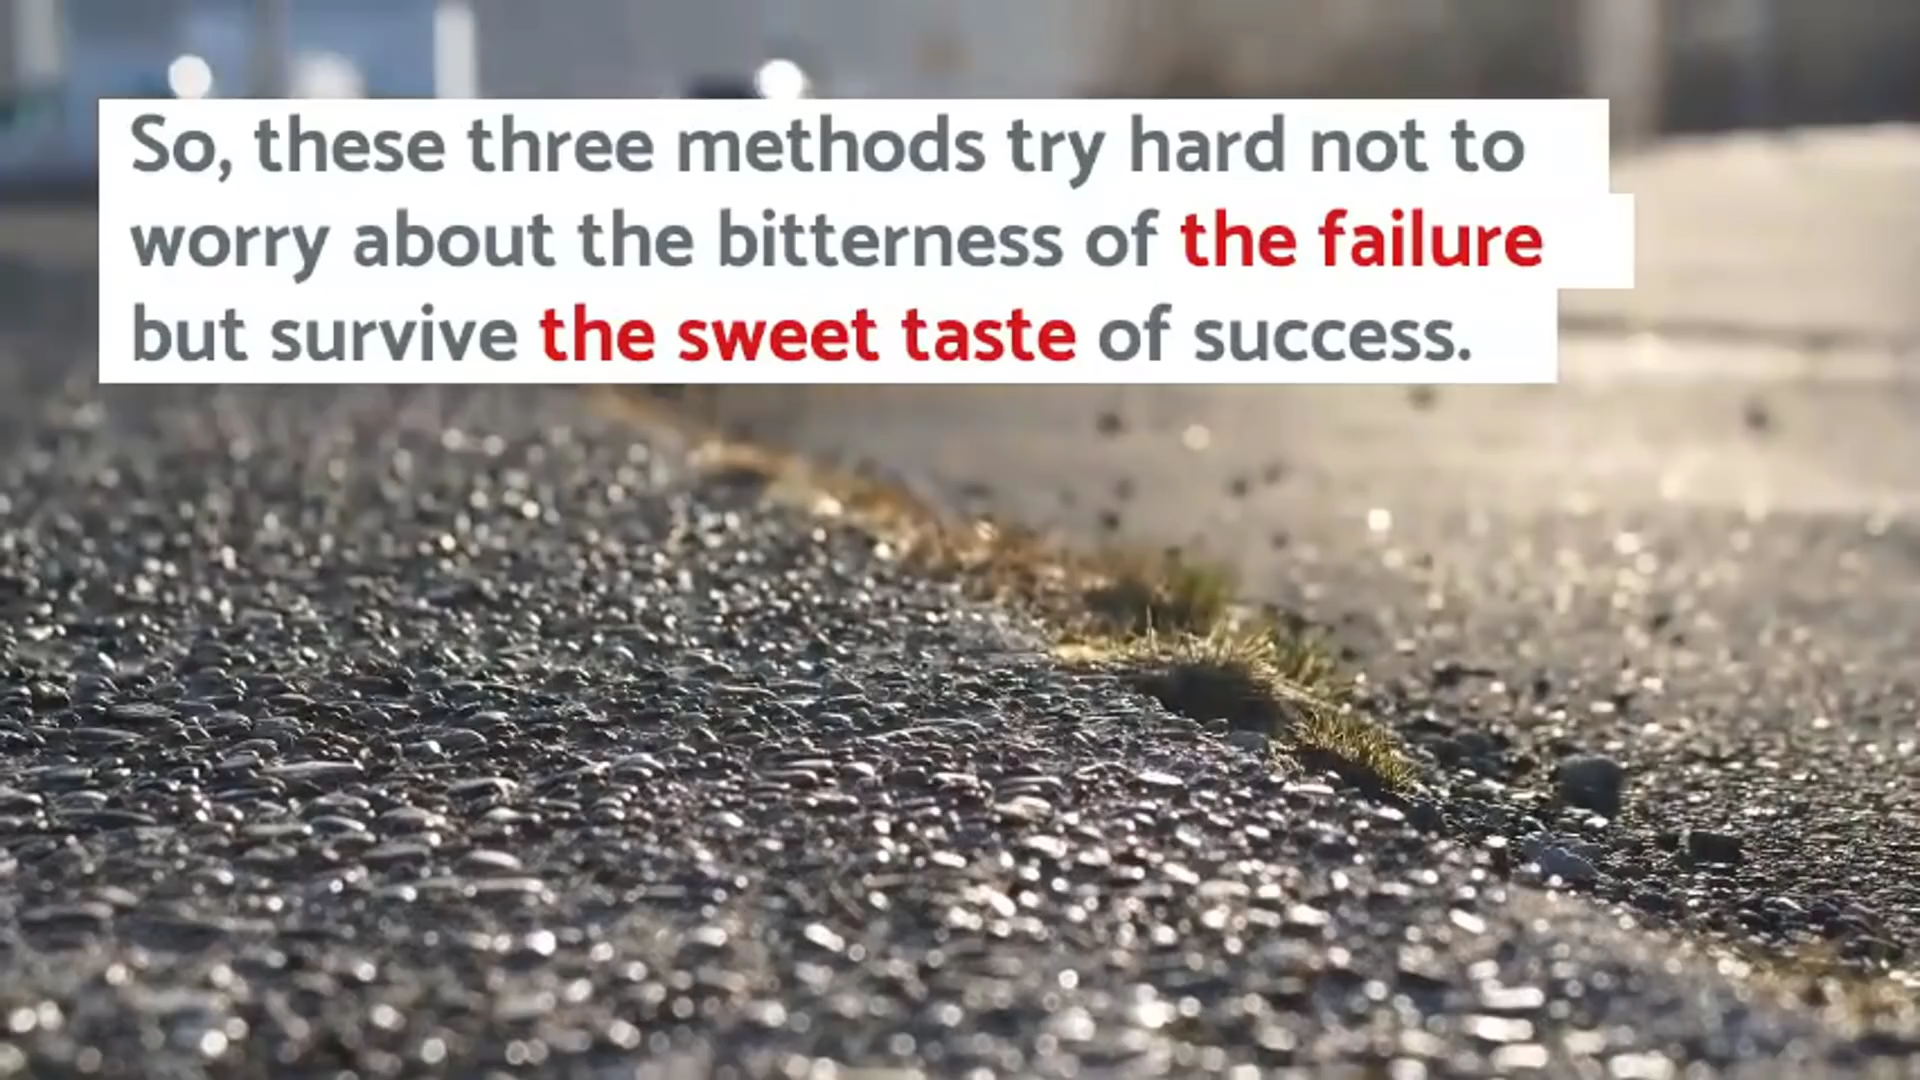 So, these three methods try hard not to
worry about the bitterness of the failure
but survive the sweet taste of success.